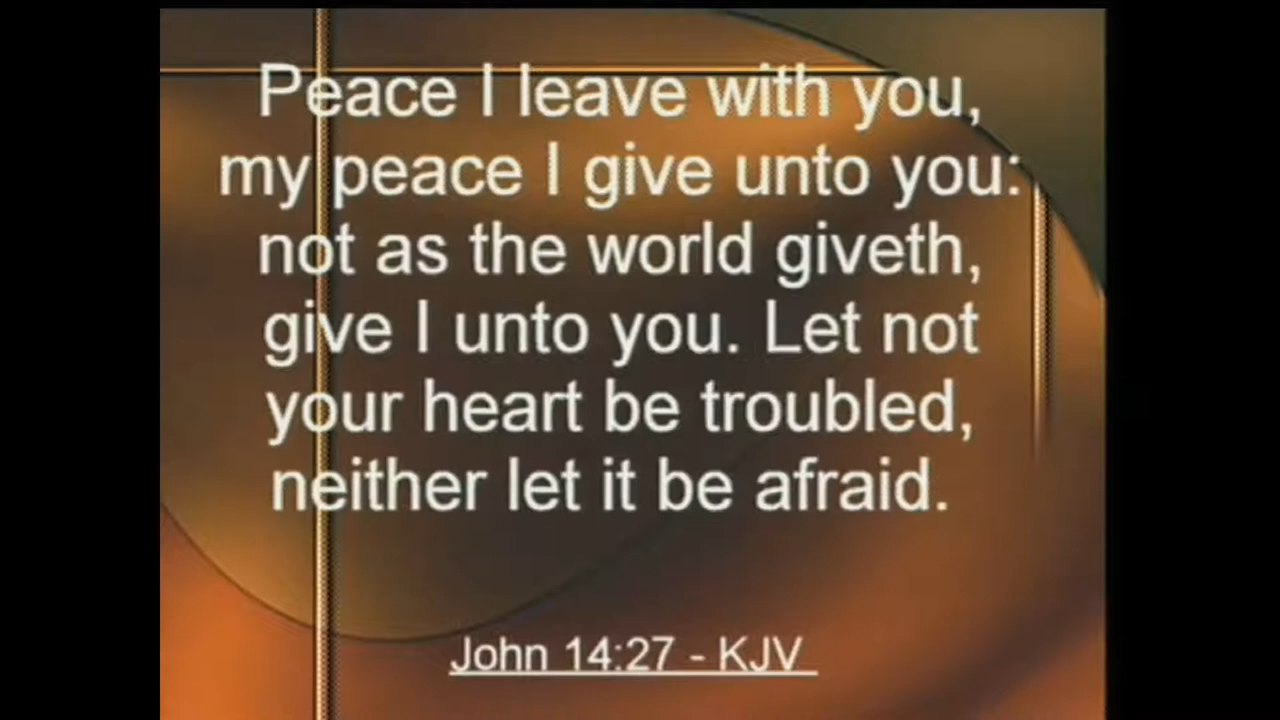 Peace I leave with you,
my peace I give unto you:
not as the world giveth,
give I unto you. Let not
your heart be troubled,
neither let it be afraid.
John 14:27 - KJV